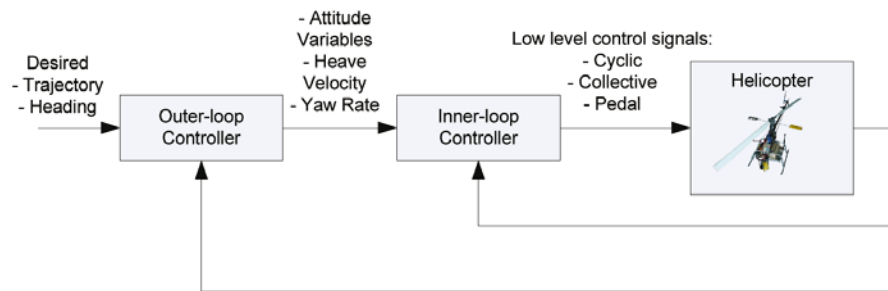 Desired
- Trajectory
- Heading
Outer-loop
Controller
- Attitude
Variables
- Heave
Velocity
- Yaw Rate
Inner-loop
Controller
Low level control signals:
- Cyclic
- Collective
- Pedal
Helicopter